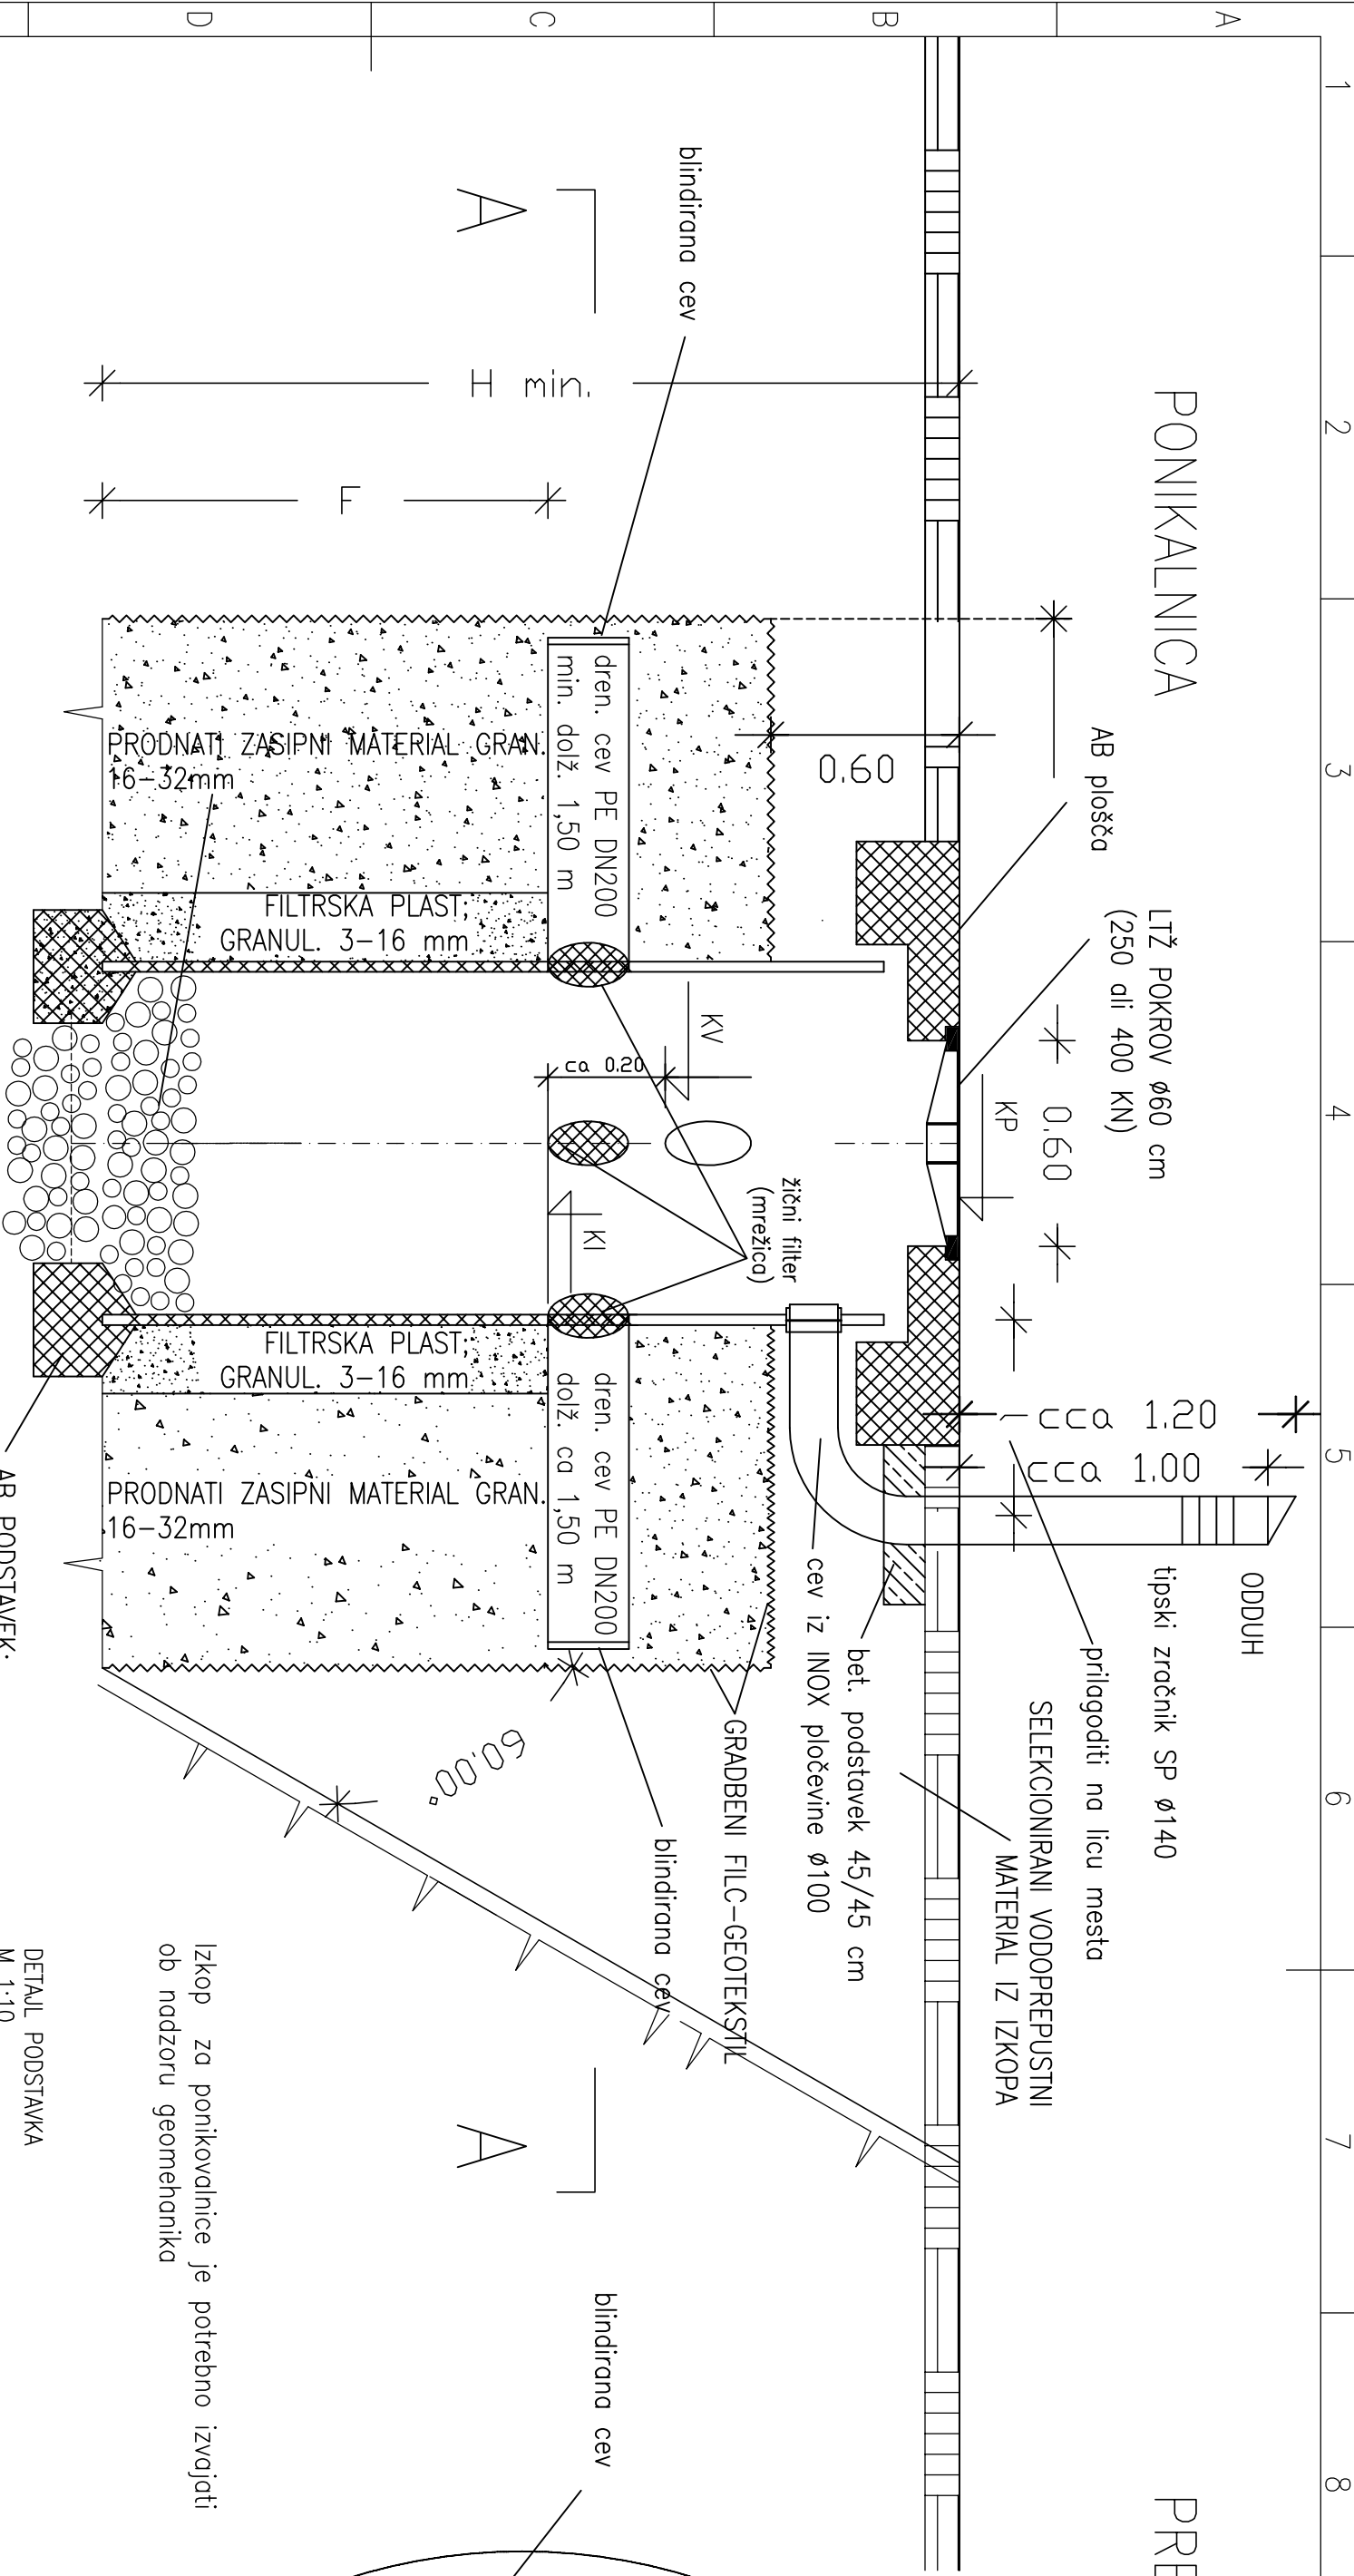 1
2
3
4
5
6
7
8
A
B
C
D
PONIKALNICA
PRE
ODDUH
tipski zračnik SP ø140
cca 1.20
cca 1.00
prilagoditi na licu mesta
SELEKCIONIRANI VODOPREPUSTNI
MATERIAL IZ IZKOPA
LTŽ POKROV ø60 cm
(250 ali 400 KN)
AB plošča
0.60
KP
0.60
bet. podstavek 45/45 cm
cev iz INOX pločevine ø100
žični filter
(mrežica)
GRADBENI FILC-GEOTEKSTIL
KV
ca 0.20
KI
blindirana cev
blindirana cev
blindirana cev
dren. cev PE DN200
min. dolž. 1,50 m
dren. cev PE DN200
dolž. ca 1,50 m
A
A
H min.
F
60.00°
FILTRSKA PLAST,
GRANUL. 3-16 mm
FILTRSKA PLAST,
GRANUL. 3-16 mm
PRODNATI ZASIPNI MATERIAL GRAN.
16-32mm
PRODNATI ZASIPNI MATERIAL GRAN.
16-32mm
Izkop za ponikovalnice je potrebno izvajati
ob nadzoru geomehanika
AB PODSTAVEK.
DETAJL PODSTAVKA
M 1:10